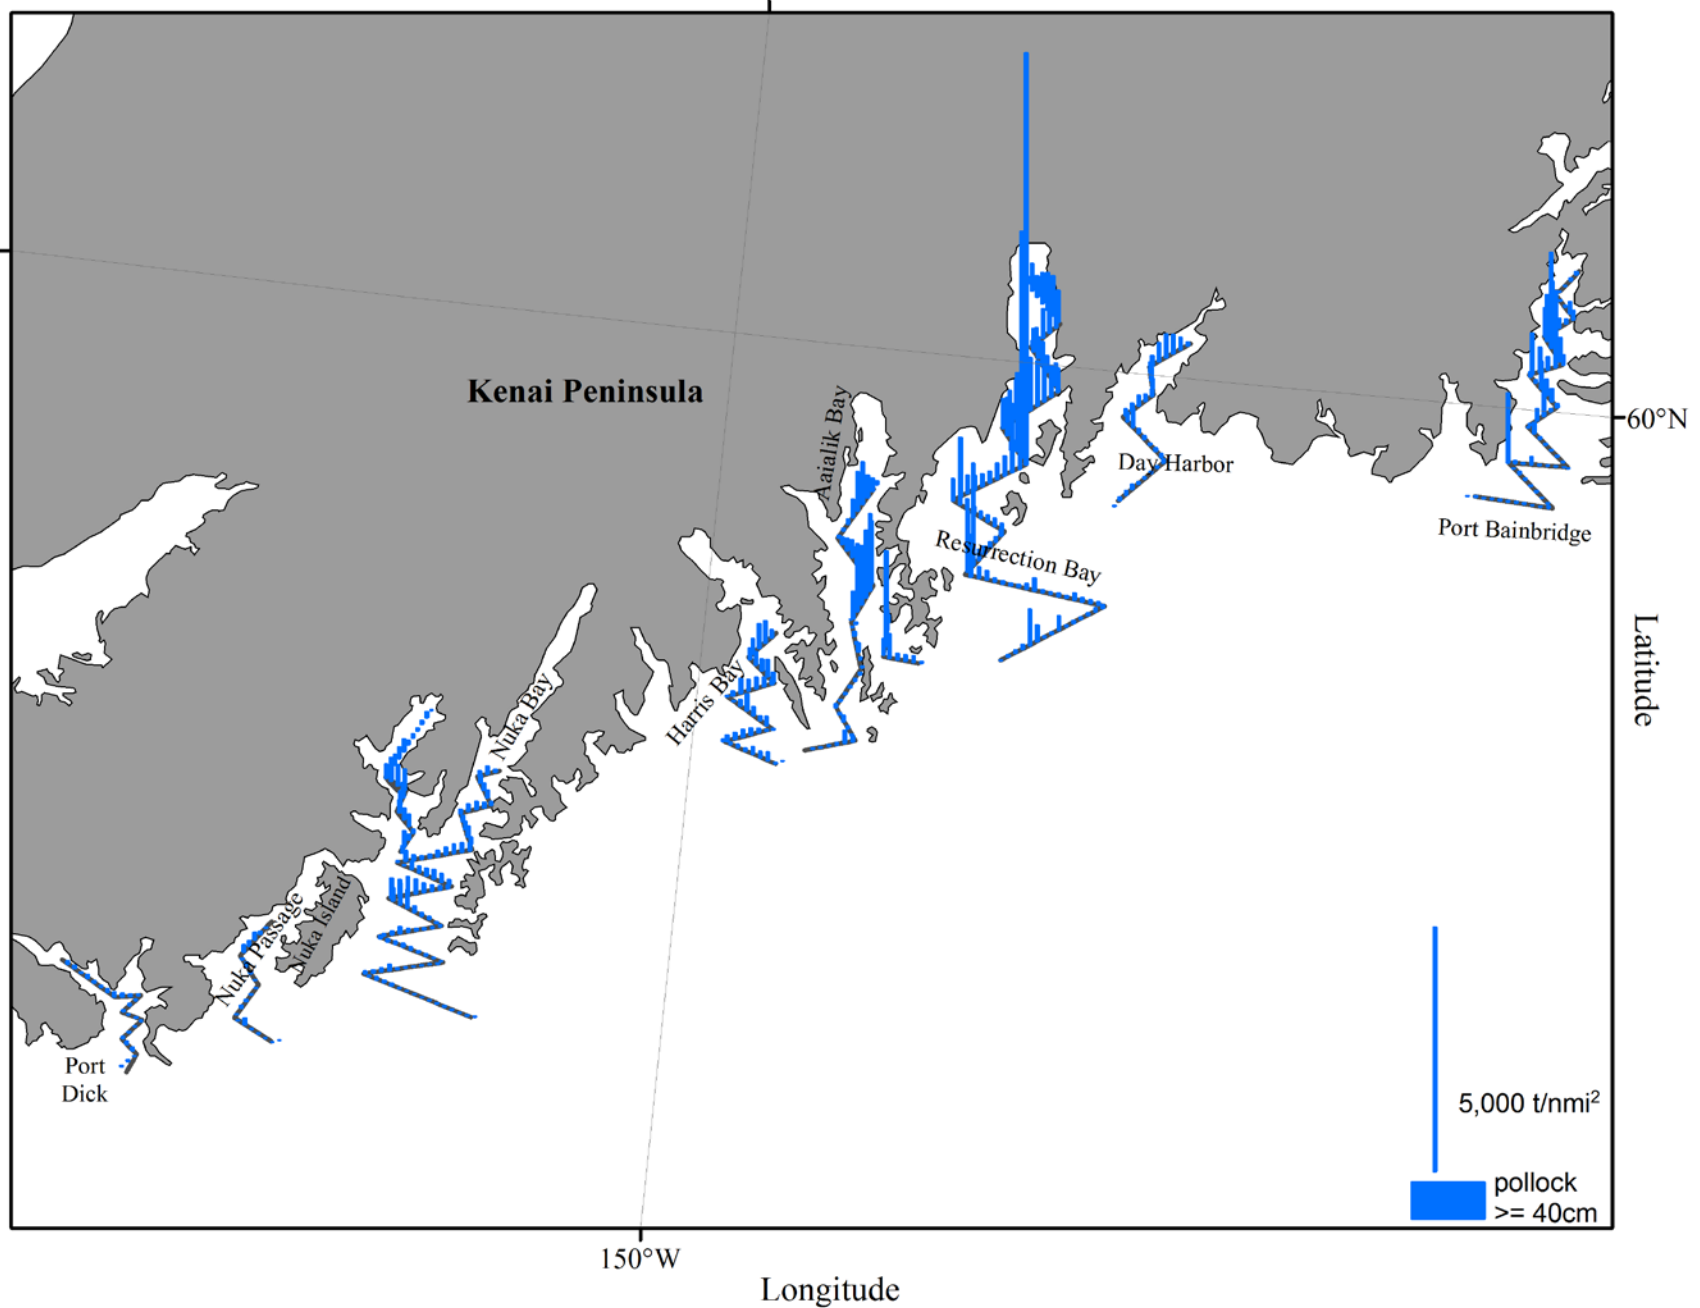 Kenai Peninsula
Aaialik Bay
60°N
Day Harbor
Port Bainbridge
Resurrection Bay
Harris Bay
Nuka Bay
Latitude
Nuka Island
Nuka Passage
Port
Dick
5,000 t/nmi²
pollock
>= 40cm
150°W
Longitude